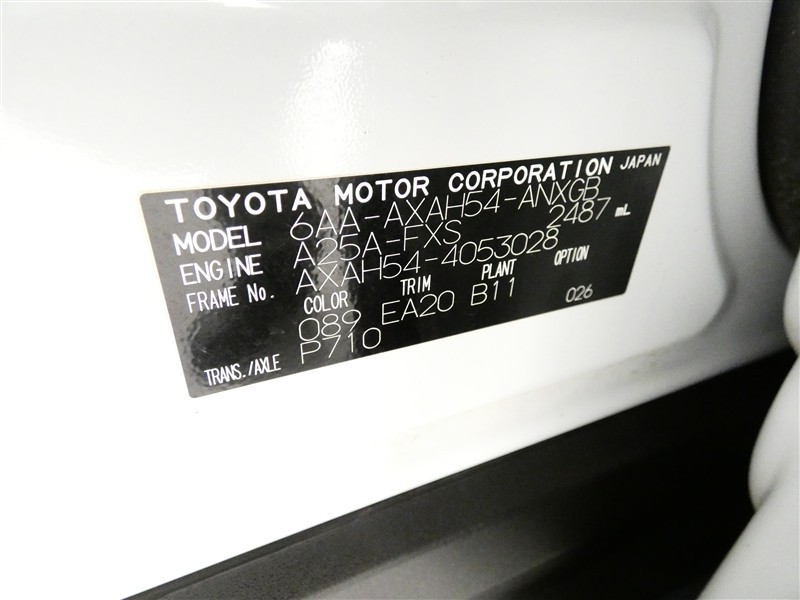 TOYOTA MOTOR CORPORATION JAPAN
MODEL 6AA-AXAH54-ANXGB
ENGINE A25A-FXS 2487 mL
FRAME No. AXAH54-4053028
COLOR TRIM PLANT OPTION
089 EA20 B11 026
TRANS./AXLE P710